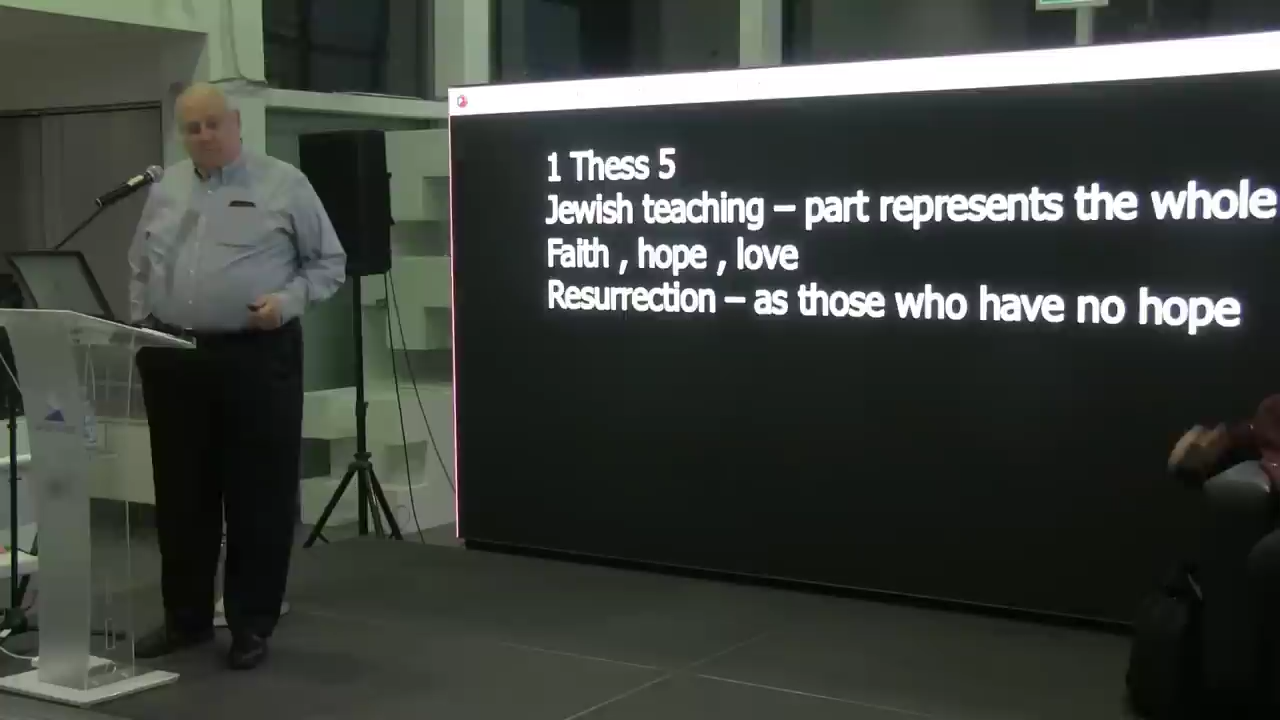 1 Thess 5
Jewish teaching – part represents the whole
Faith , hope , love
Resurrection – as those who have no hope